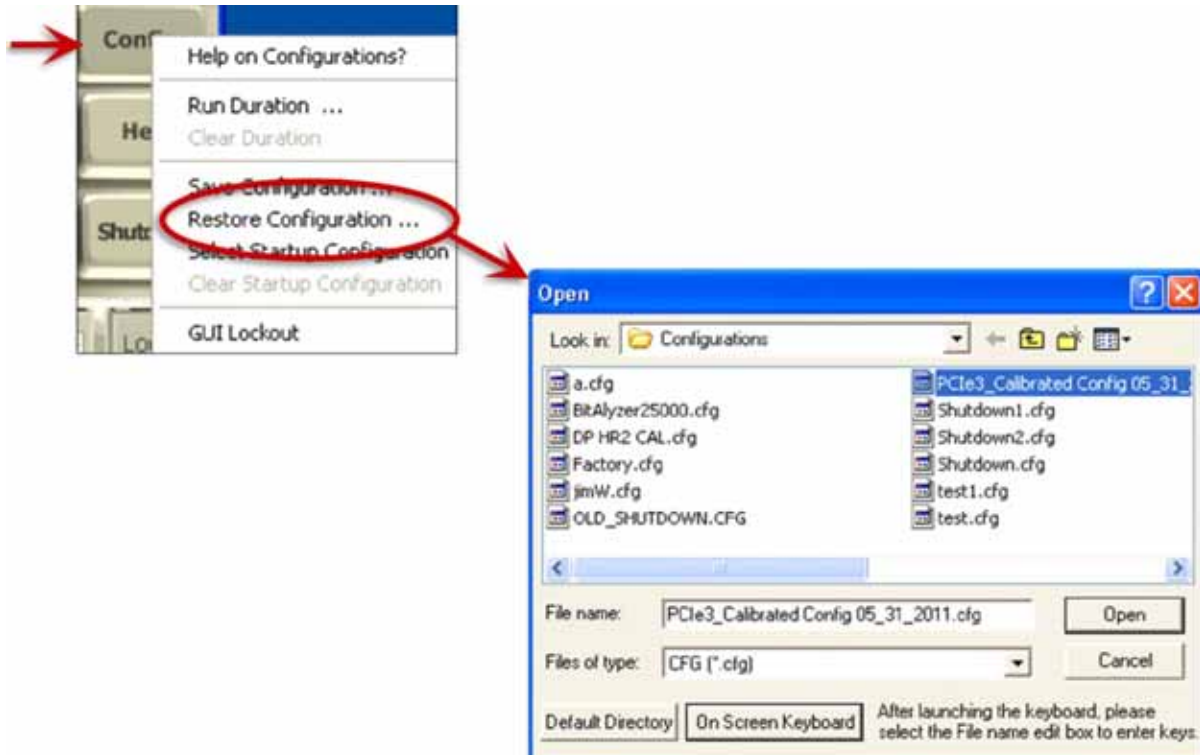 Help on Configurations?
Run Duration ...
Clear Duration
Save Configuration ...
Restore Configuration ...
Select Startup Configuration
Clear Startup Configuration
GUI Lockout
Open
Look in: Configurations
a.cfg
BitAlyzer25000.cfg
DP HR2 CAL.cfg
Factory.cfg
jimW.cfg
OLD_SHUTDOWN.CFG
PCIe3_Calibrated Config 05_31_
Shutdown1.cfg
Shutdown2.cfg
Shutdown.cfg
test1.cfg
test.cfg
File name: PCIe3_Calibrated Config 05_31_2011.cfg Open
Files of type: CFG (*.cfg) Cancel
Default Directory On Screen Keyboard After launching the keyboard, please
select the File name edit box to enter keys